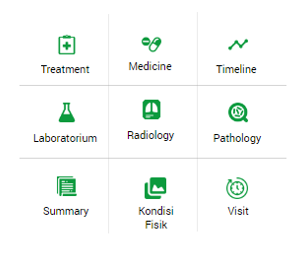 Treatment
Medicine
Timeline
Laboratorium
Radiology
Pathology
Summary
Kondisi
Fisik
Visit